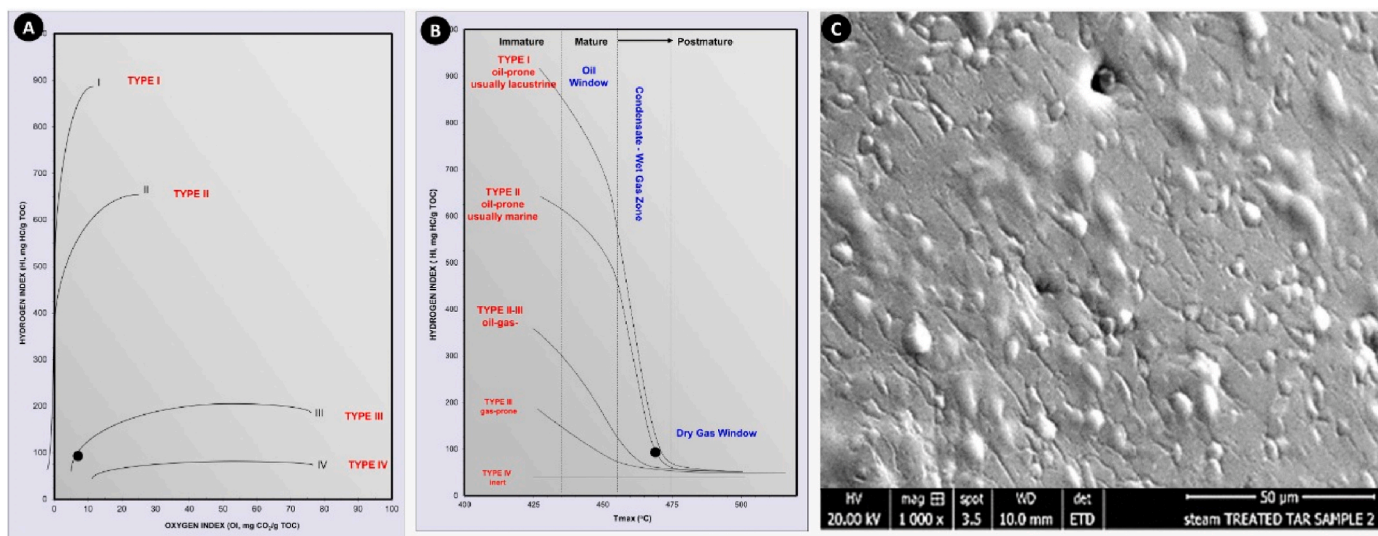 A
HYDROGEN INDEX (HI, mg HC/g TOC)
1000
900
800
700
600
500
400
300
200
100
0
I TYPE I
II TYPE II
III TYPE III
IV TYPE IV
0 10 20 30 40 50 60 70 80 90 100
OXYGEN INDEX (OI, mg CO₂/g TOC)
B
HYDROGEN INDEX ( HI, mg HC/g TOC)
1000
900
800
700
600
500
400
300
200
100
0
Immature Mature Postmature
TYPE I
oil-prone
usually lacustrine
Oil
Window
Condensate - Wet Gas Zone
TYPE II
oil-prone
usually marine
TYPE II-III
oil-gas-
TYPE III
gas-prone
Dry Gas Window
TYPE IV
inert
400 425 450 475 500
Tmax (°C)
C
HV mag spot WD det 50 µm
20.00 kV 1 000 x 3.5 10.0 mm ETD steam TREATED TAR SAMPLE 2